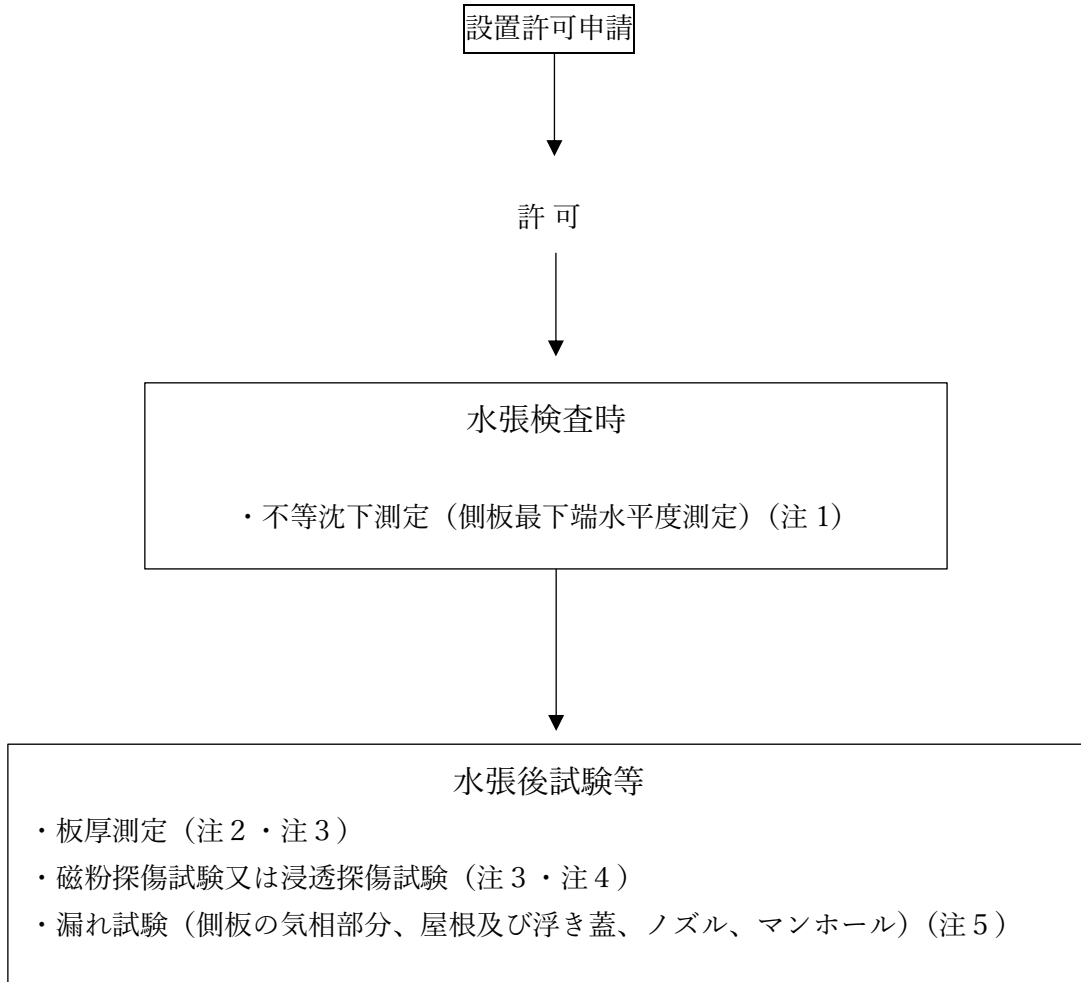 設置許可申請
許 可
水張検査時
・不等沈下測定（側板最下端水平度測定）（注 1）
水張後試験等
・板厚測定（注２・注３）
・磁粉探傷試験又は浸透探傷試験（注３・注４）
・漏れ試験（側板の気相部分、屋根及び浮き蓋、ノズル、マンホール）（注５）